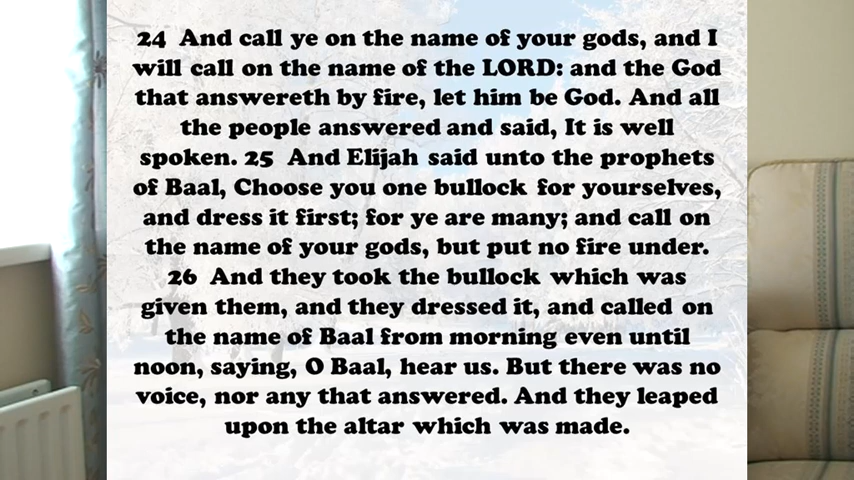 24 And call ye on the name of your gods, and I
will call on the name of the LORD: and the God
that answereth by fire, let him be God. And all
the people answered and said, It is well
spoken. 25 And Elijah said unto the prophets
of Baal, Choose you one bullock for yourselves,
and dress it first; for ye are many; and call on
the name of your gods, but put no fire under.
26 And they took the bullock which was
given them, and they dressed it, and called on
the name of Baal from morning even until
noon, saying, O Baal, hear us. But there was no
voice, nor any that answered. And they leaped
upon the altar which was made.